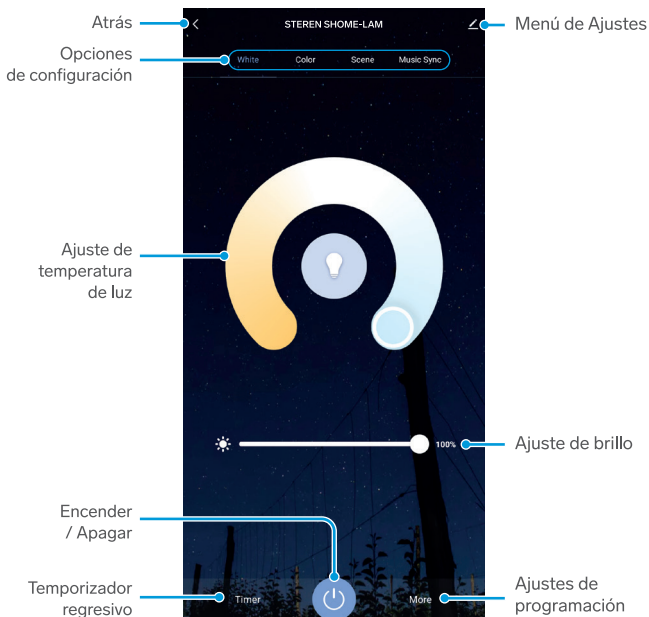 Atrás
STEREN SHOME-LAM
Menú de Ajustes
Opciones
de configuración
White Color Scene Music Sync
Ajuste de
temperatura
de luz
100%
Ajuste de brillo
Encender
/ Apagar
Temporizador
regresivo
Timer
More
Ajustes de
programación